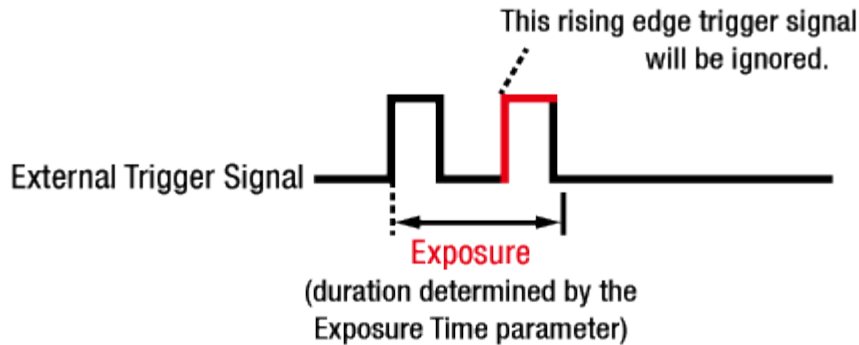 This rising edge trigger signal
will be ignored.
External Trigger Signal
Exposure
(duration determined by the
Exposure Time parameter)